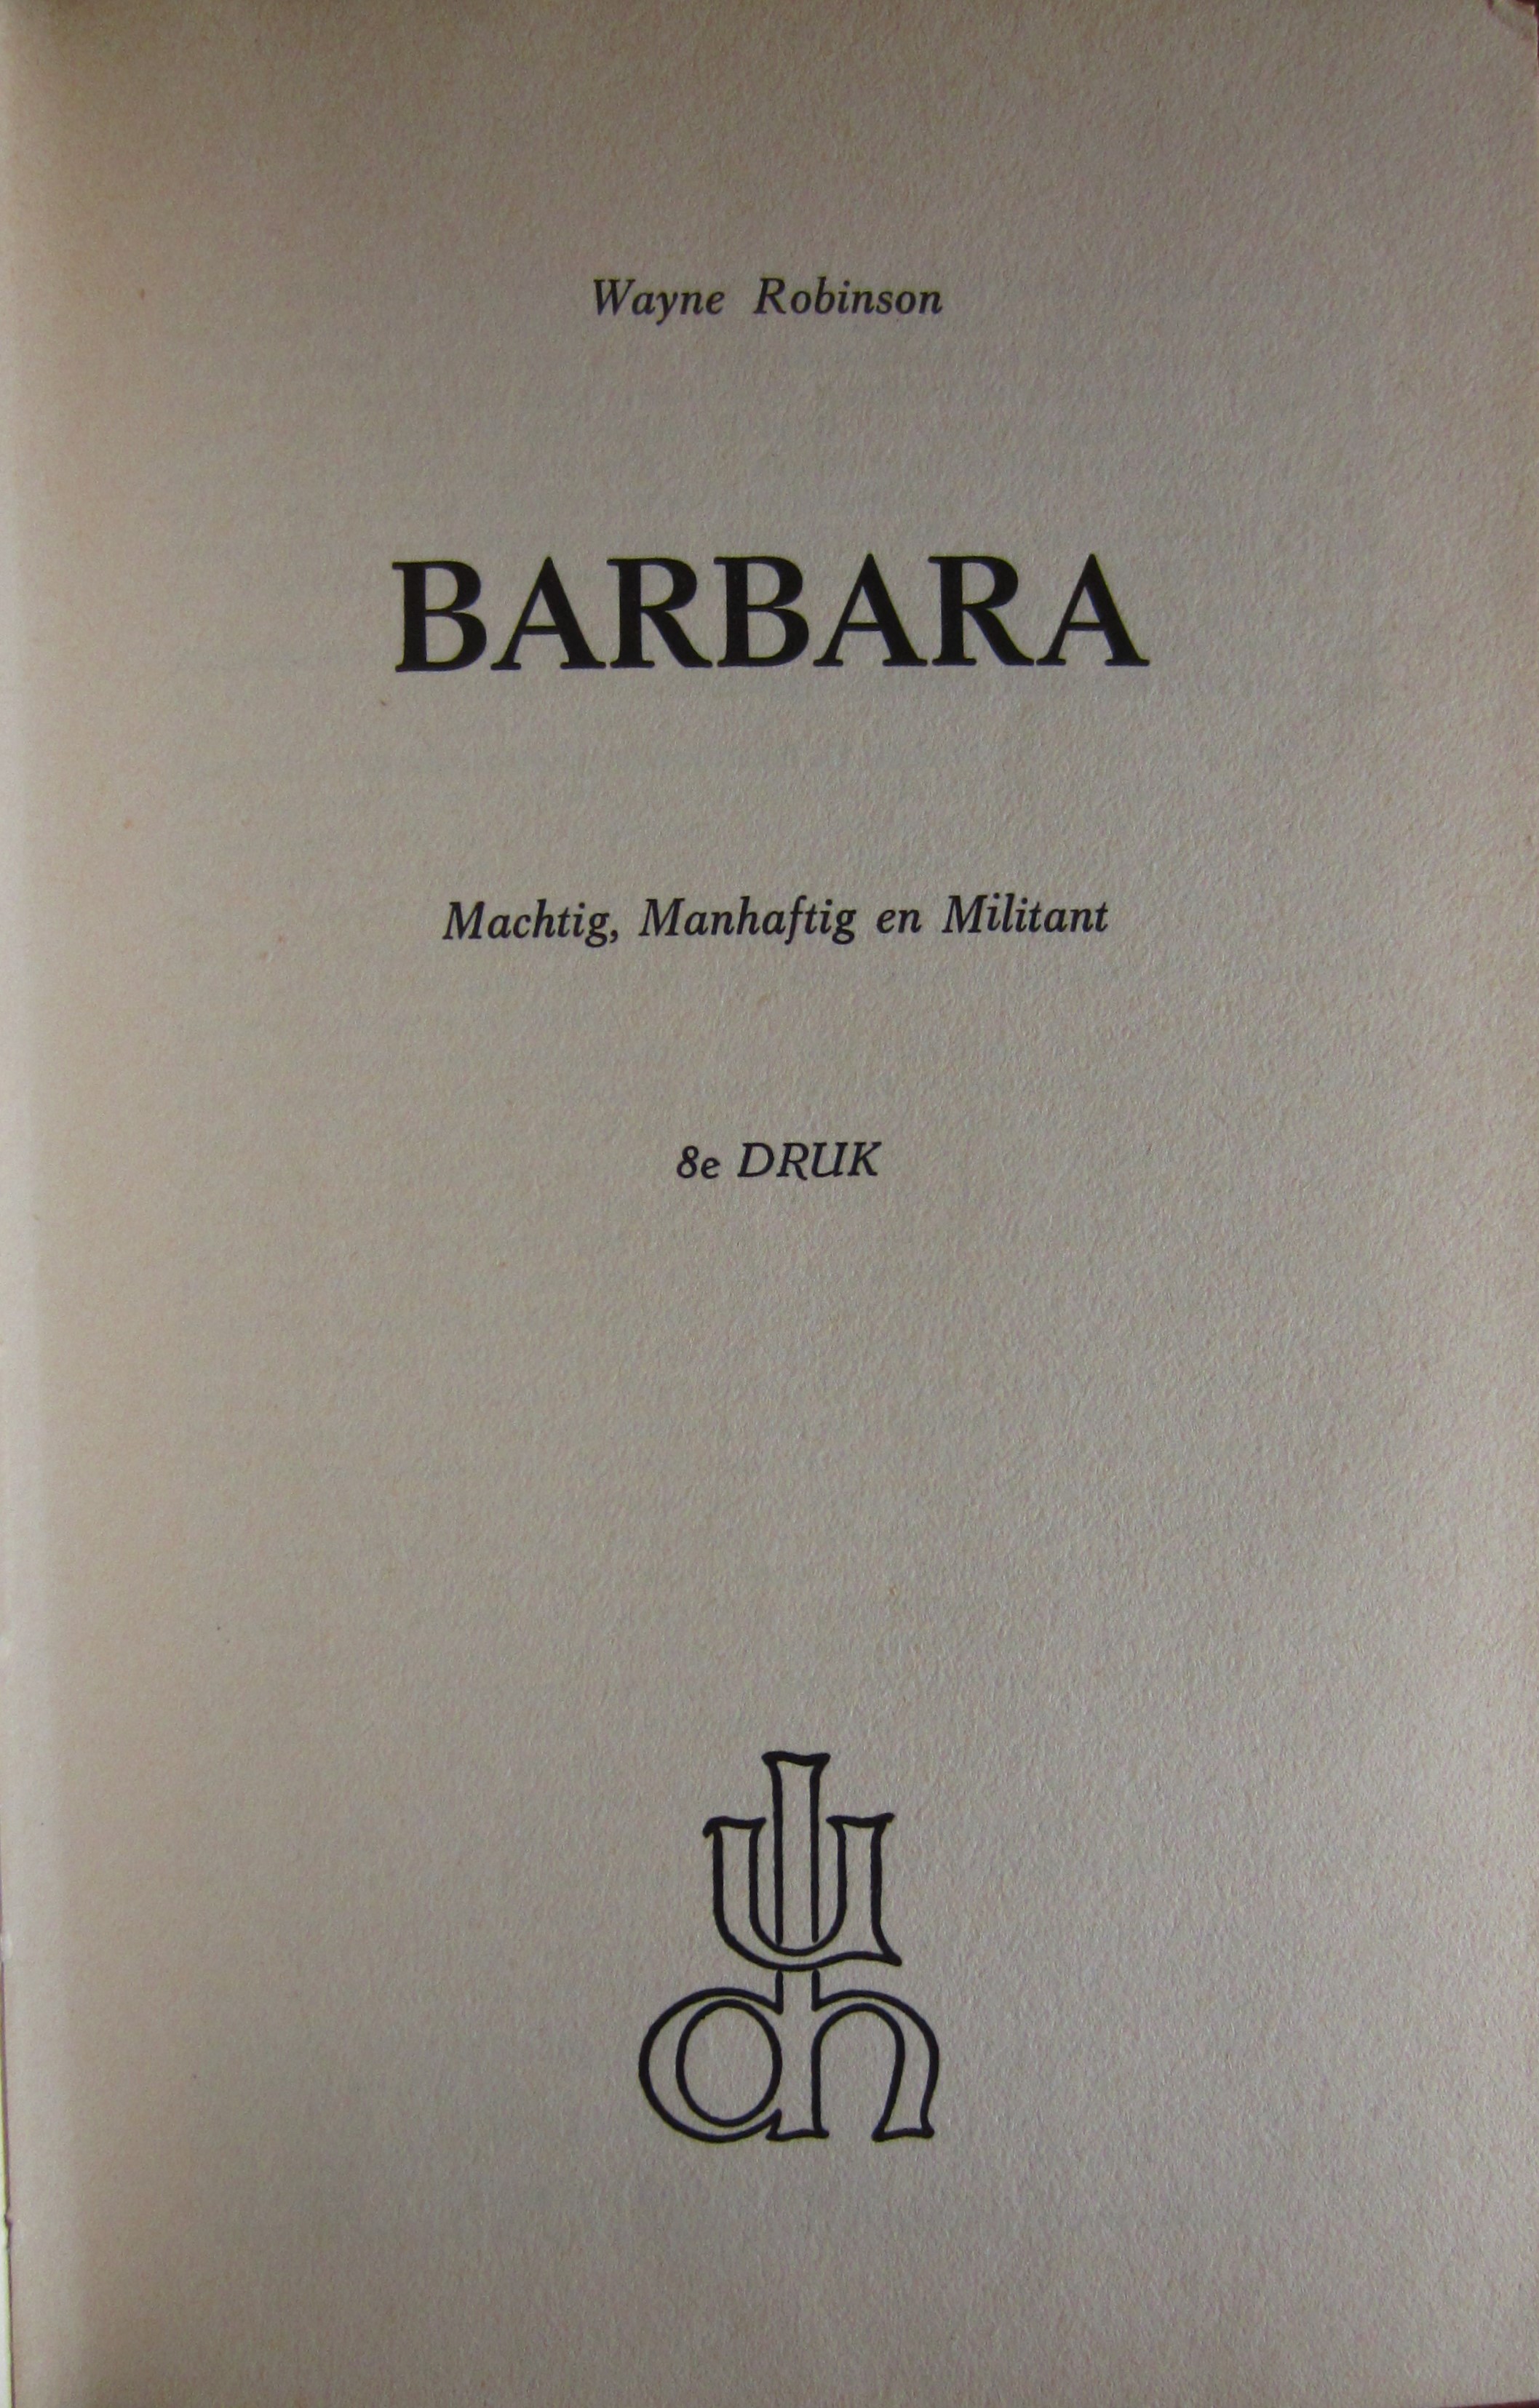 Wayne Robinson
BARBARA
Machtig, Manhaftig en Militant
8e DRUK